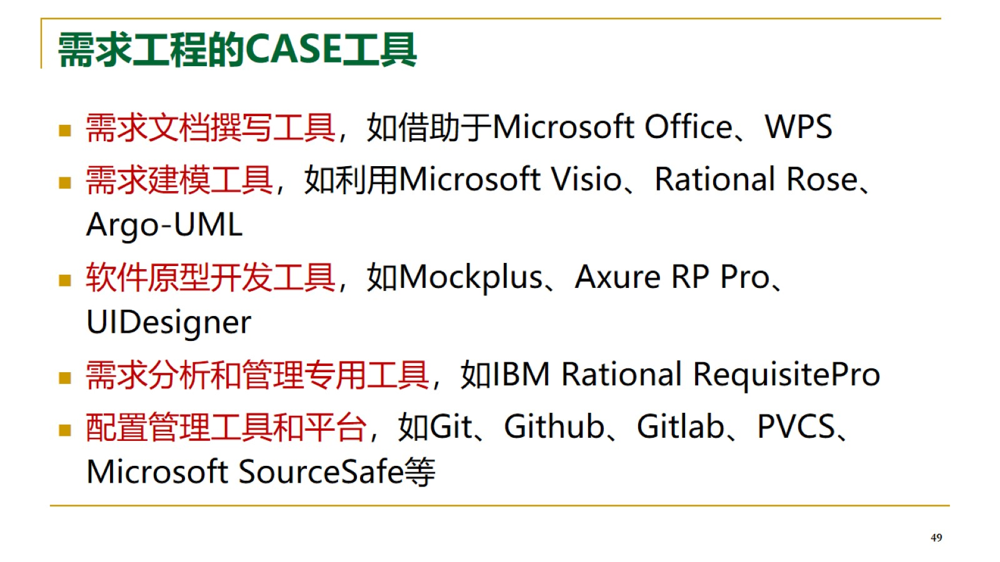 需求工程的CASE工具
需求文档撰写工具，如借助于Microsoft Office、WPS
需求建模工具，如利用Microsoft Visio、Rational Rose、
Argo-UML
软件原型开发工具，如Mockplus、Axure RP Pro、
UIDesigner
需求分析和管理专用工具，如IBM Rational RequisitePro
配置管理工具和平台，如Git、Github、Gitlab、PVCS、
Microsoft SourceSafe等
49